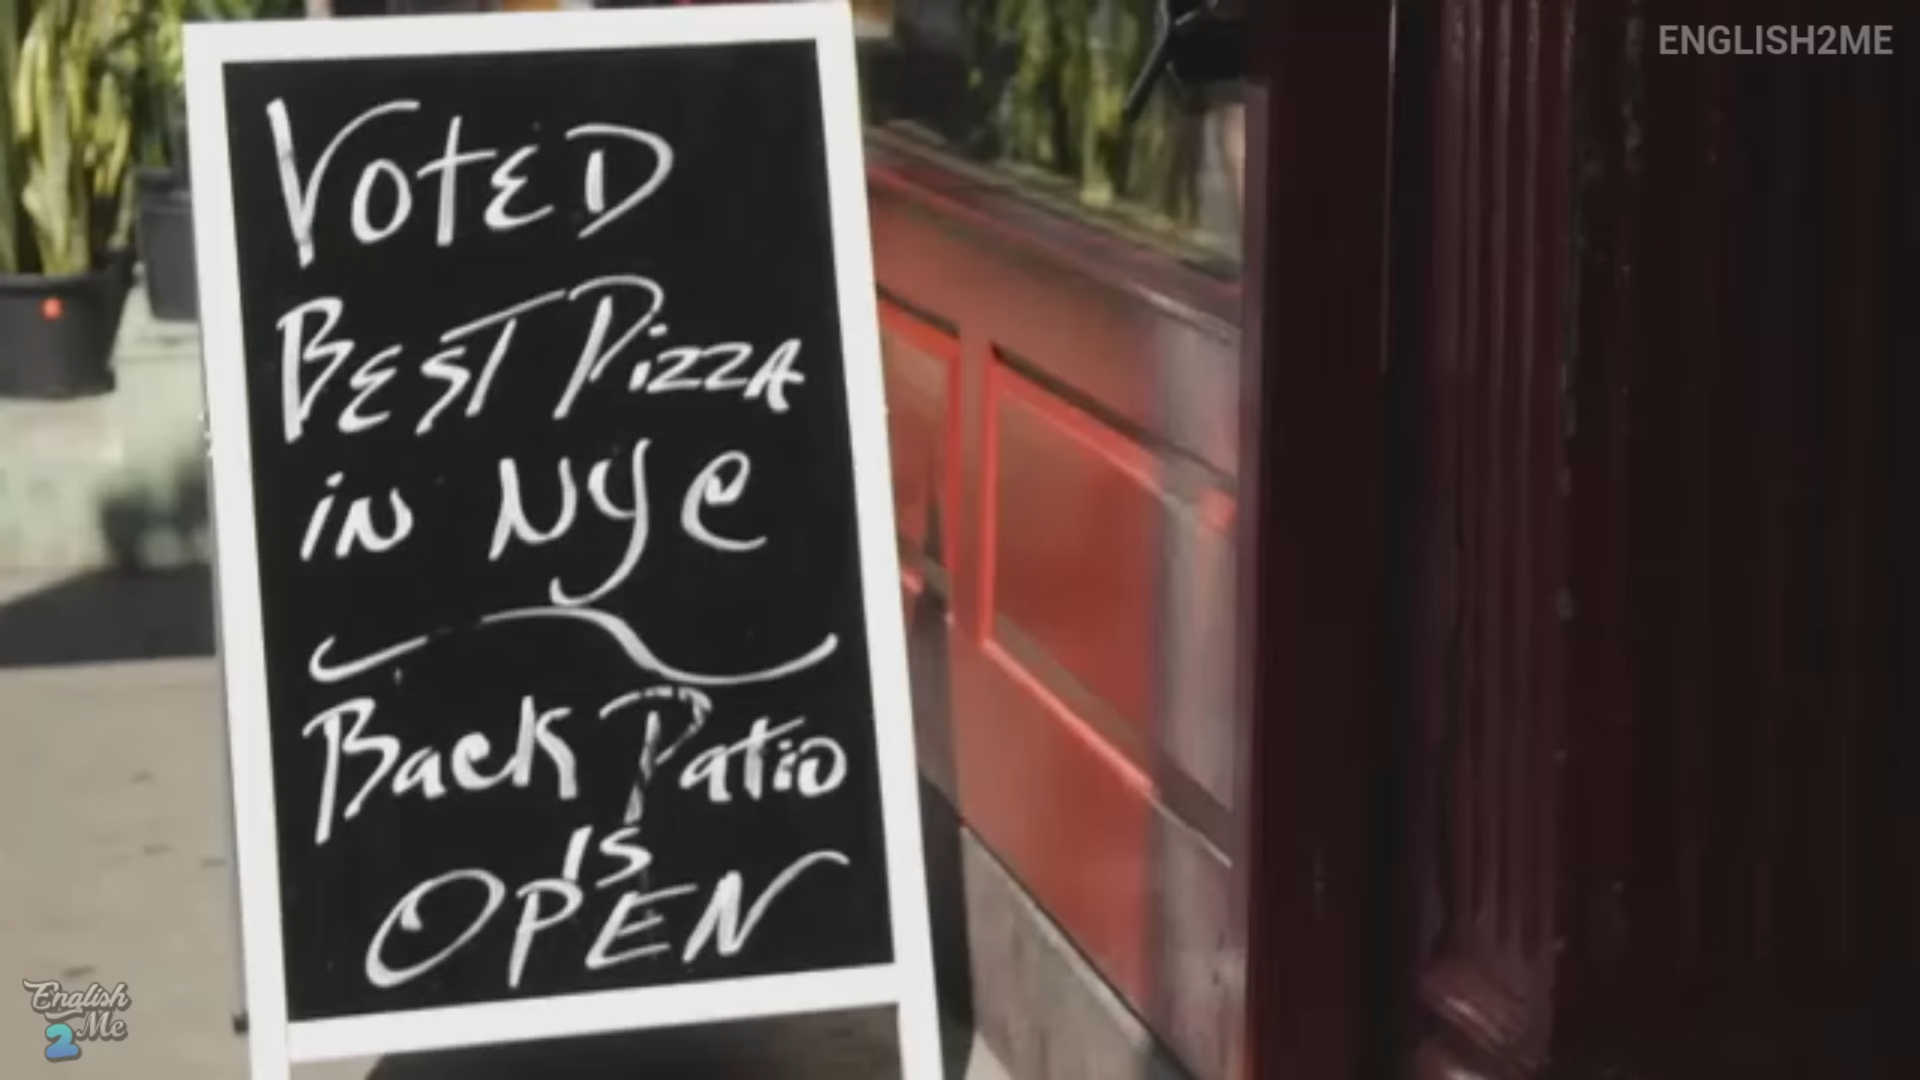 ENGLISH2ME
VOTED
BEST PIZZA
in NYC
Back Patio
IS
OPEN
English
2 Me